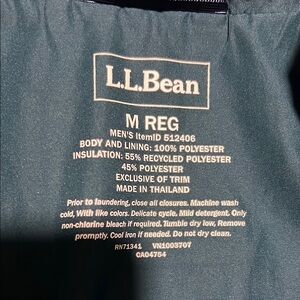 L.L.Bean
M REG
MEN'S ItemID 512406
BODY AND LINING: 100% POLYESTER
INSULATION: 55% RECYCLED POLYESTER
45% POLYESTER
EXCLUSIVE OF TRIM
MADE IN THAILAND
Prior to laundering, close all closures. Machine wash
cold, With like colors. Delicate cycle. Mild detergent. Only
non-chlorine bleach if required. Tumble dry low, Remove
promptly. Cool iron if needed. Do not dry clean.
RN71341 VN1003707
CA04754